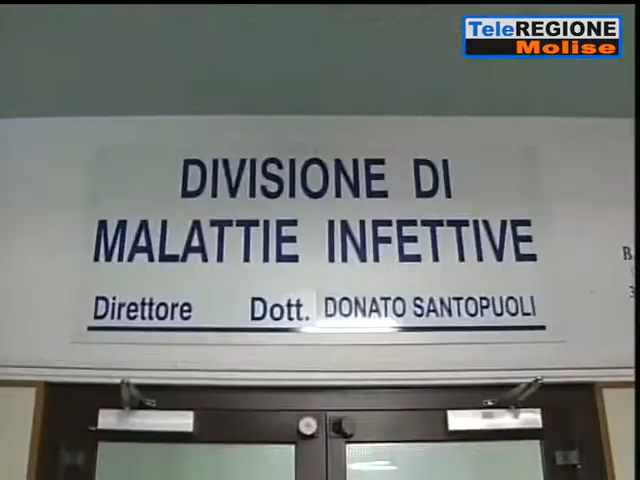 TeleREGIONE
Molise
DIVISIONE DI
MALATTIE INFETTIVE
Direttore Dott. DONATO SANTOPUOLI